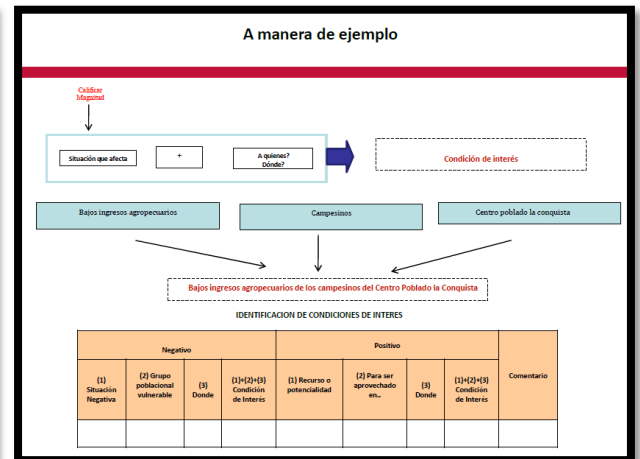 A manera de ejemplo
Calificar
Magnitud
Situación que afecta
+
A quienes?
Dónde?
Condición de interés
Bajos ingresos agropecuarios
Campesinos
Centro poblado la conquista
Bajos ingresos agropecuarios de los campesinos del Centro Poblado la Conquista
IDENTIFICACION DE CONDICIONES DE INTERES
Negativo
Positivo
Comentario
(1)
Situación
Negativa
(2) Grupo
poblacional
vulnerable
(3)
Donde
(1)+(2)+(3)
Condición
de Interés
(1) Recurso o
potencialidad
(2) Para ser
aprovechado
en...
(3)
Donde
(1)+(2)+(3)
Condición
de Interés